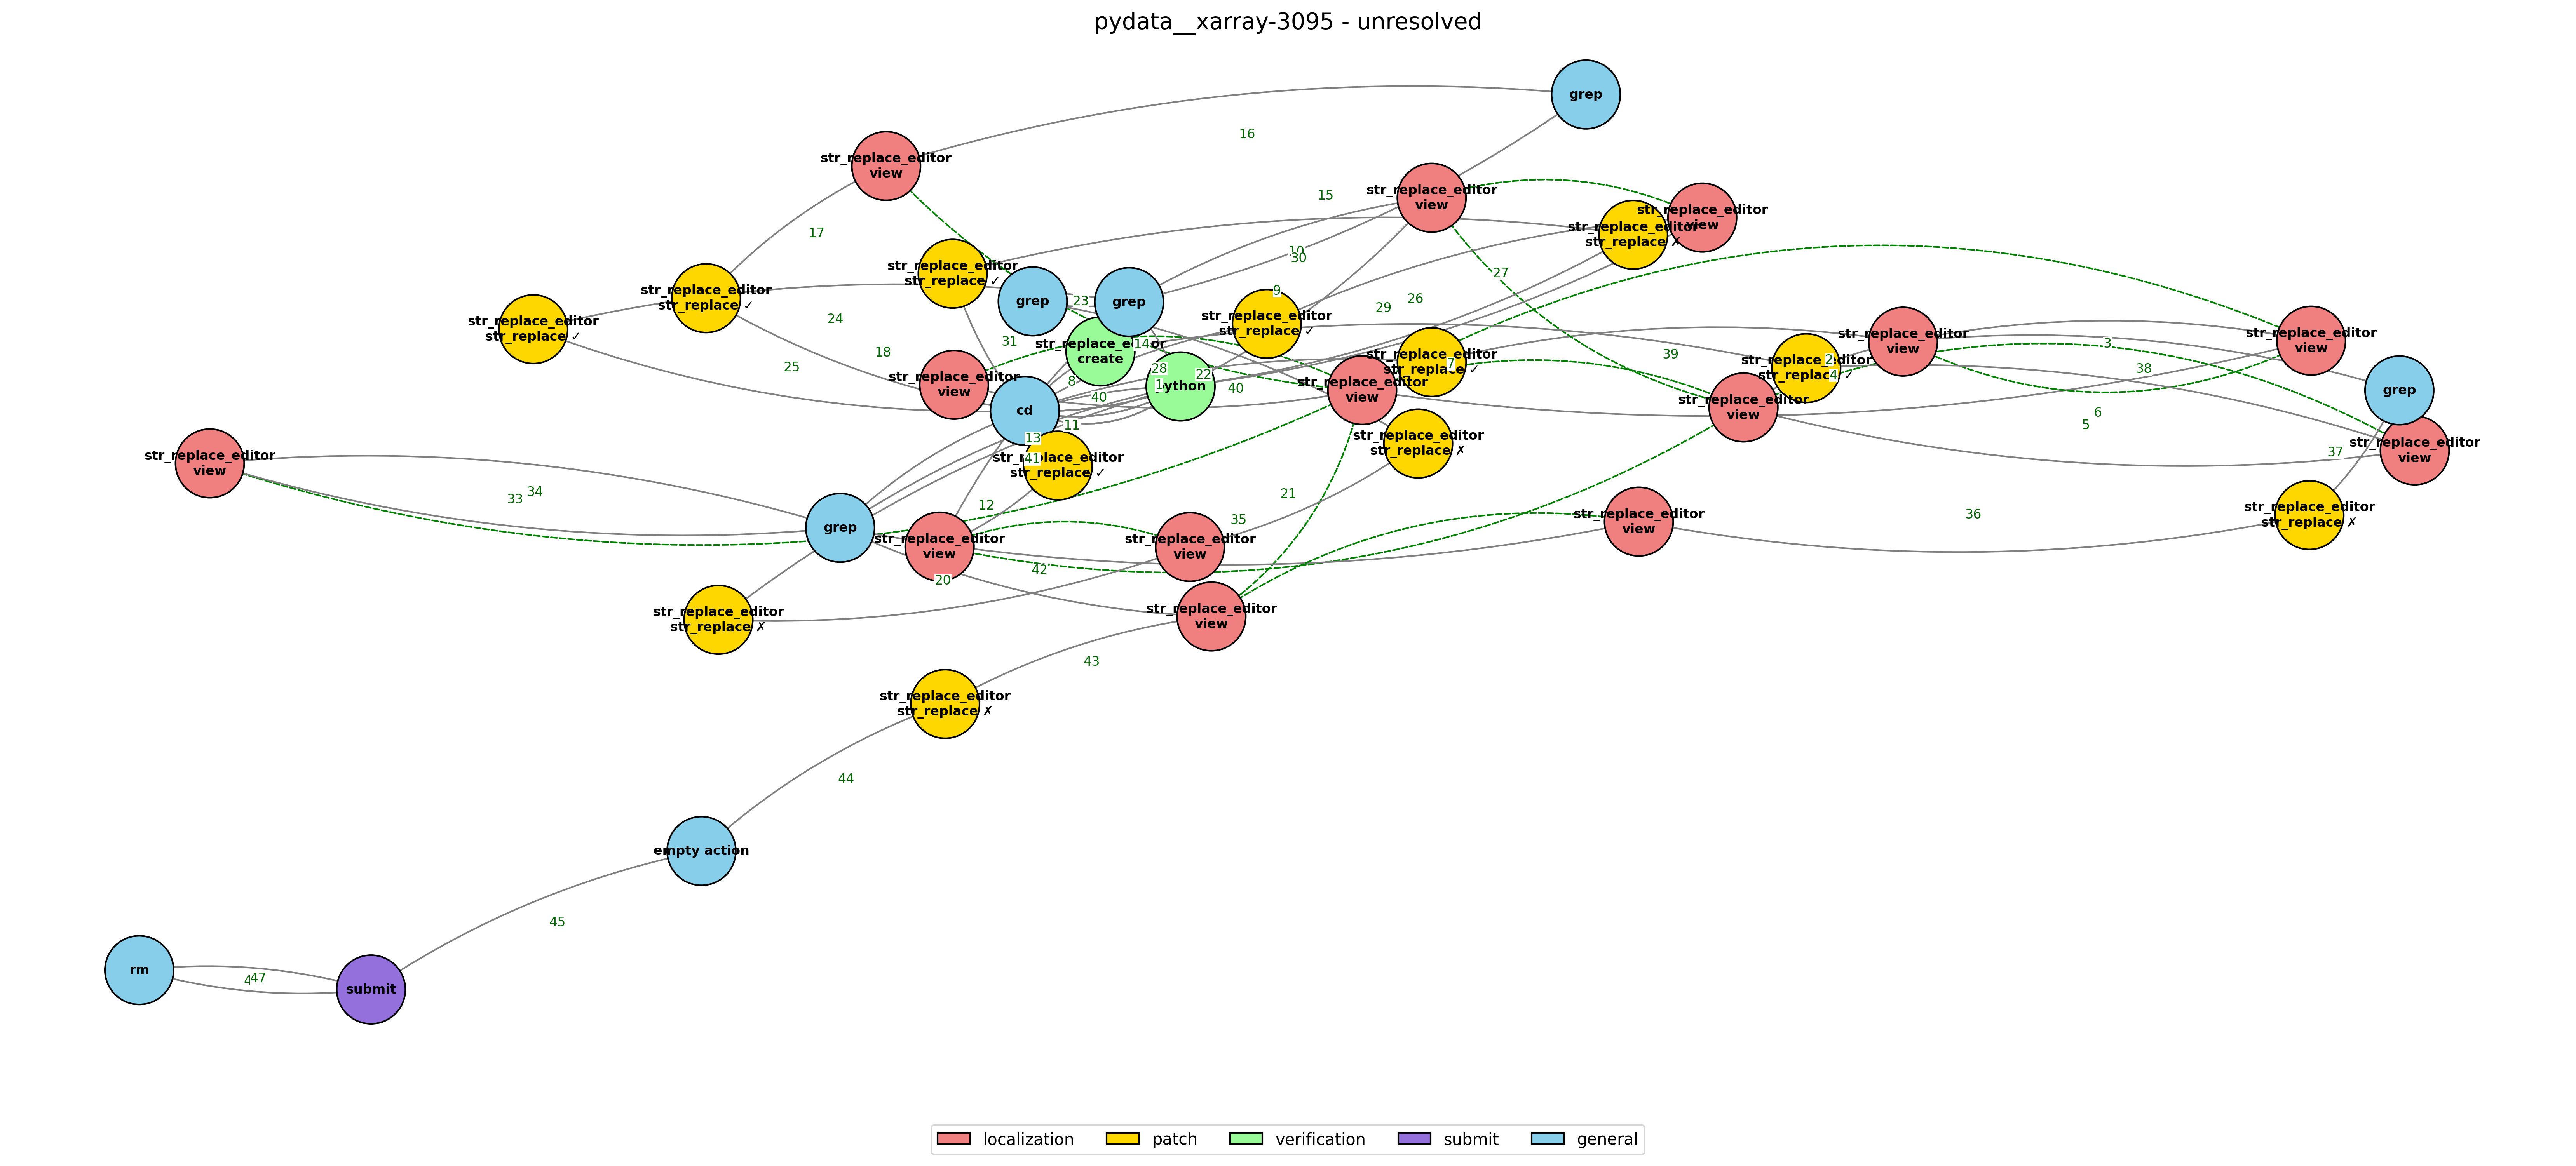 pydata__xarray-3095 - unresolved
grep
16
str_replace_editor
view
str_replace_editor
view
15
str_replace_editor
view
str_replace_editor
str_replace ✗
17
10
30
str_replace_editor
str_replace ✓
27
str_replace_editor
str_replace ✓
grep
23
grep
9
26
29
str_replace_editor
str_replace ✓
24
str_replace_editor
str_replace ✓
31
14
str_replace_editor
create
18
25
39
str_replace_editor
view
3
str_replace_editor
view
str_replace_editor
str_replace ✓
7
2
4
str_replace_editor
str_replace ✓
38
28
22
1
python
8
40
40
str_replace_editor
view
str_replace_editor
view
cd
grep
str_replace_editor
view
6
5
11
13
41
str_replace_editor
str_replace ✓
str_replace_editor
str_replace ✗
37
str_replace_editor
view
str_replace_editor
view
33
34
12
21
35
36
str_replace_editor
view
str_replace_editor
str_replace ✗
grep
str_replace_editor
view
str_replace_editor
view
42
20
str_replace_editor
str_replace ✗
str_replace_editor
view
43
str_replace_editor
str_replace ✗
44
empty action
45
rm
47
submit
localization
patch
verification
submit
general